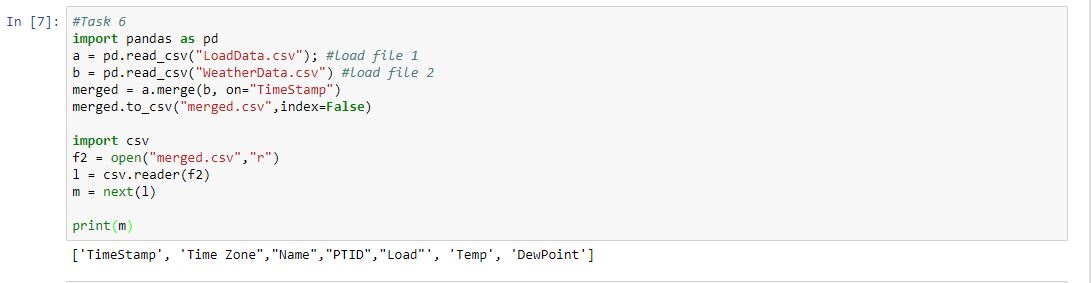 In [7]: #Task 6
import pandas as pd
a = pd.read_csv("LoadData.csv"); #load file 1
b = pd.read_csv("WeatherData.csv") #load file 2
merged = a.merge(b, on="TimeStamp")
merged.to_csv("merged.csv",index=False)
import csv
f2 = open("merged.csv","r")
l = csv.reader(f2)
m = next(l)
print(m)
['TimeStamp', 'Time Zone","Name","PTID","Load"', 'Temp', 'DewPoint']